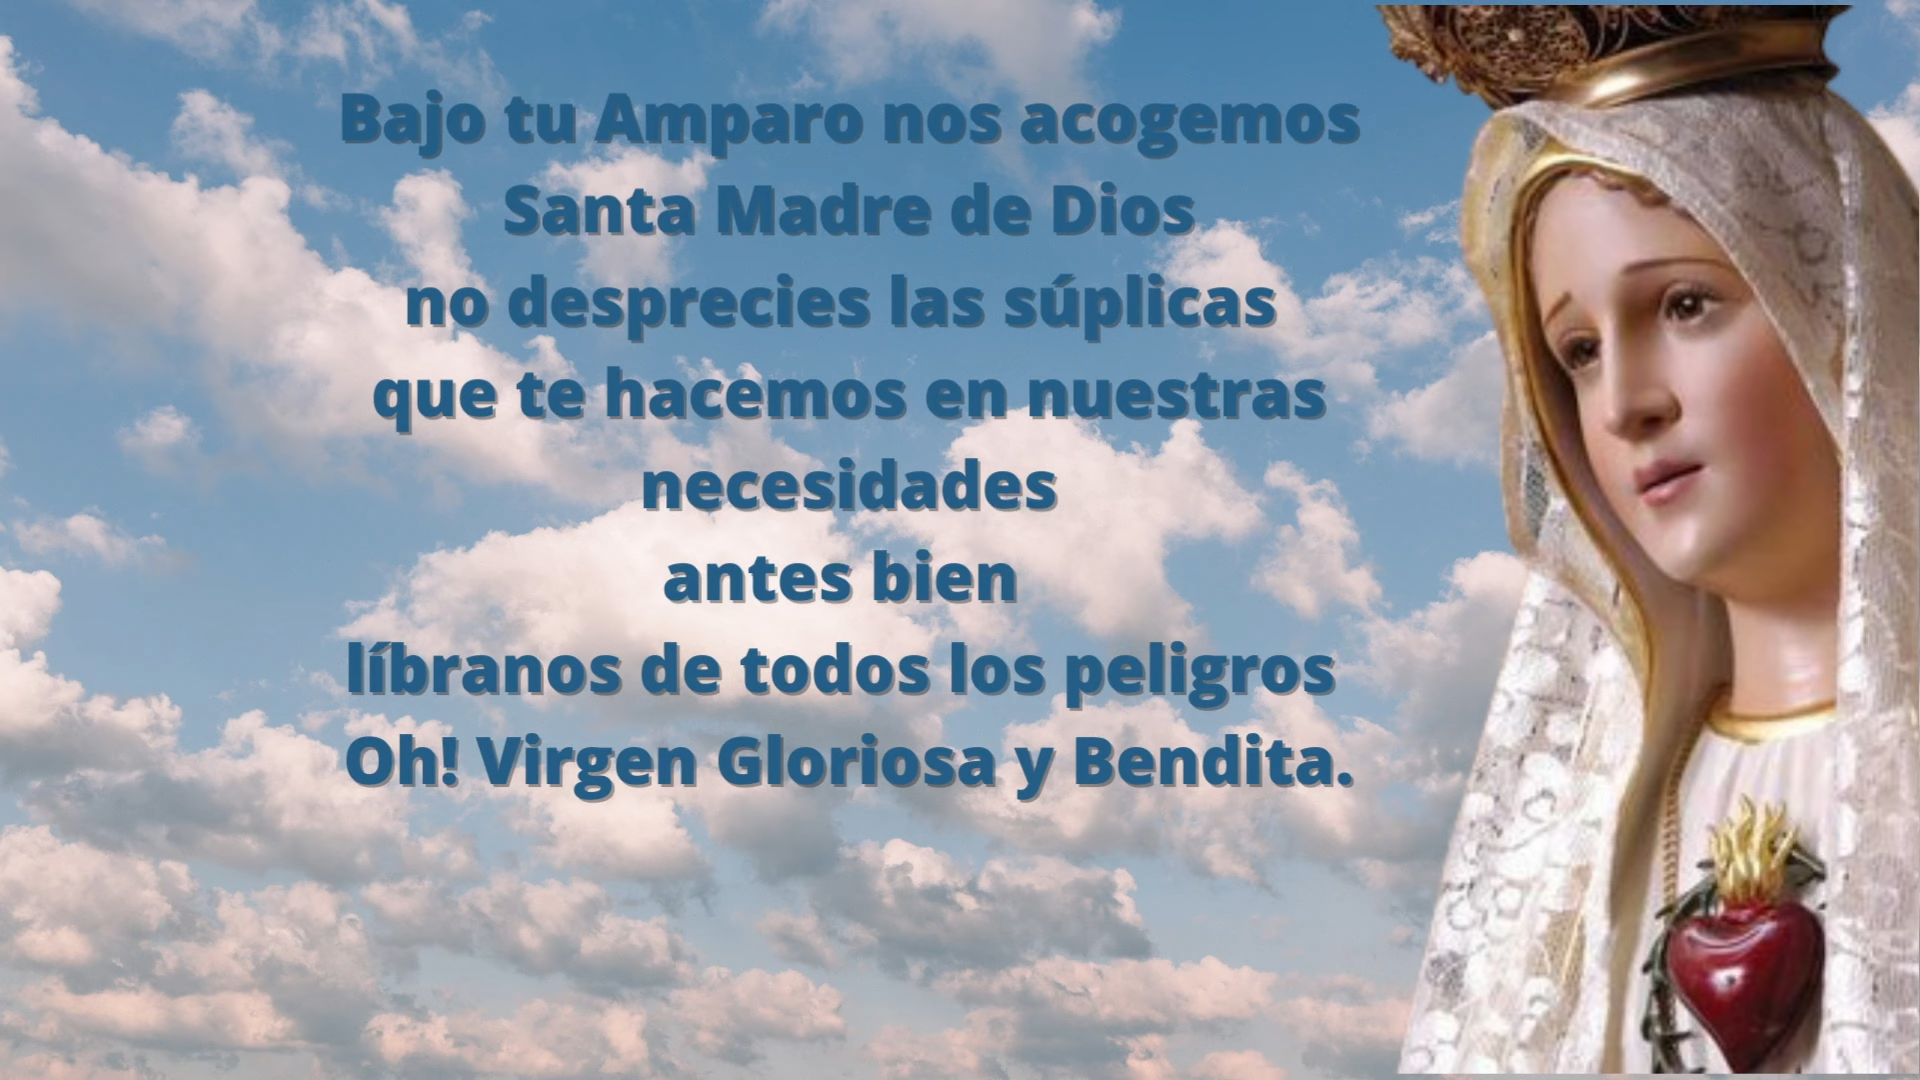 Bajo tu Amparo nos acogemos
Santa Madre de Dios
no desprecies las súplicas
que te hacemos en nuestras
necesidades
antes bien
líbranos de todos los peligros
Oh! Virgen Gloriosa y Bendita.